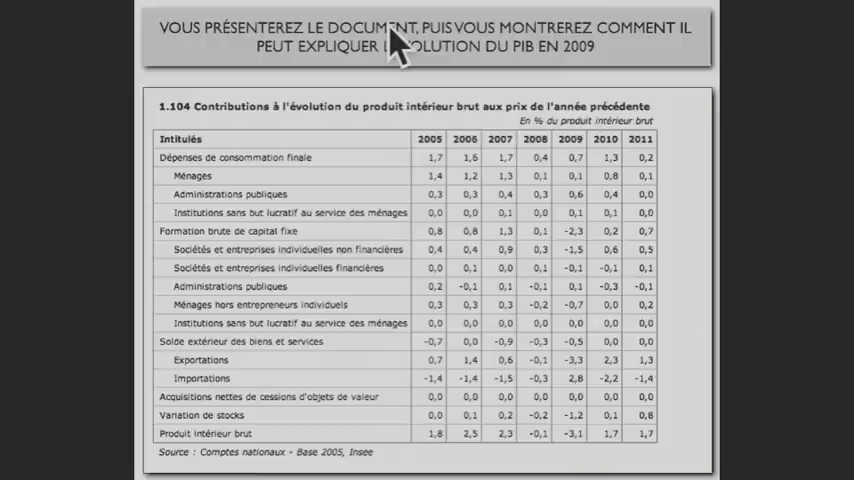 VOUS PRÉSENTEREZ LE DOCUMENT, PUIS VOUS MONTREREZ COMMENT IL
PEUT EXPLIQUER L'ÉVOLUTION DU PIB EN 2009
1.104 Contributions à l'évolution du produit intérieur brut aux prix de l'année précédente
En % du produit intérieur brut
Intitulés 2005 2006 2007 2008 2009 2010 2011
Dépenses de consommation finale 1,7 1,6 1,7 0,4 0,7 1,3 0,2
Ménages 1,4 1,2 1,3 0,1 0,1 0,8 0,1
Administrations publiques 0,3 0,3 0,4 0,3 0,6 0,4 0,0
Institutions sans but lucratif au service des ménages 0,0 0,0 0,1 0,0 0,1 0,1 0,0
Formation brute de capital fixe 0,8 0,8 1,3 0,1 -2,3 0,2 0,7
Sociétés et entreprises individuelles non financières 0,4 0,4 0,9 0,3 -1,5 0,6 0,5
Sociétés et entreprises individuelles financières 0,0 0,1 0,0 0,1 -0,1 -0,1 0,1
Administrations publiques 0,2 -0,1 0,1 -0,1 0,1 -0,3 -0,1
Ménages hors entrepreneurs individuels 0,3 0,3 0,3 -0,2 -0,7 0,0 0,2
Institutions sans but lucratif au service des ménages 0,0 0,0 0,0 0,0 0,0 0,0 0,0
Solde extérieur des biens et services -0,7 0,0 -0,9 -0,3 -0,5 0,0 0,0
Exportations 0,7 1,4 0,6 -0,1 -3,3 2,3 1,3
Importations -1,4 -1,4 -1,5 -0,3 2,8 -2,2 -1,4
Acquisitions nettes de cessions d'objets de valeur 0,0 0,0 0,0 0,0 0,0 0,0 0,0
Variation de stocks 0,0 0,1 0,2 -0,2 -1,2 0,1 0,8
Produit intérieur brut 1,8 2,5 2,3 -0,1 -3,1 1,7 1,7
Source : Comptes nationaux - Base 2005, Insee